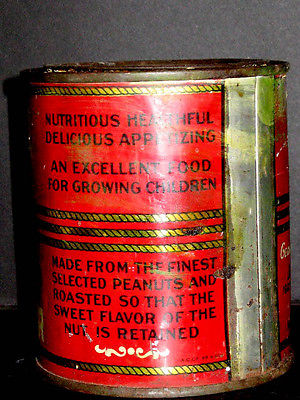 NUTRITIOUS HEALTHFUL
DELICIOUS APPETIZING
AN EXCELLENT FOOD
FOR GROWING CHILDREN
MADE FROM THE FINEST
SELECTED PEANUTS AND
ROASTED SO THAT THE
SWEET FLAVOR OF THE
NUT IS RETAINED